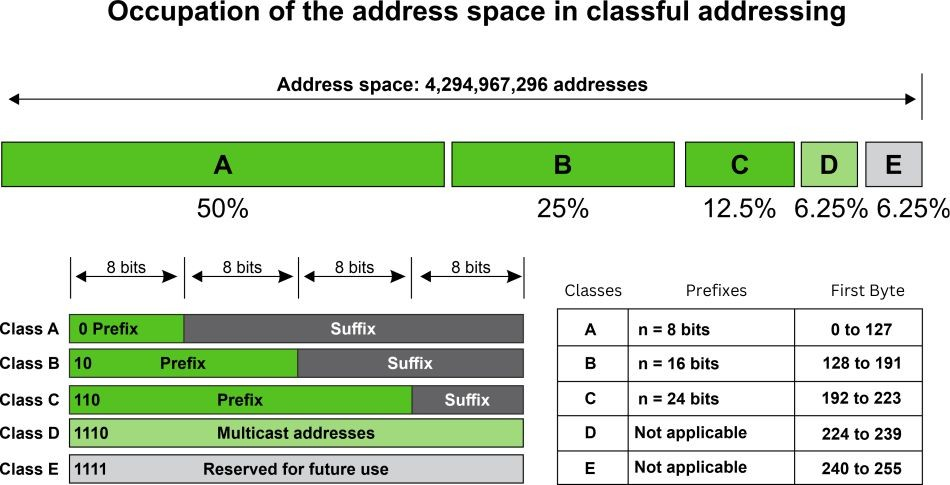 Occupation of the address space in classful addressing
Address space: 4,294,967,296 addresses
A B C D E
50% 25% 12.5% 6.25% 6.25%
8 bits 8 bits 8 bits 8 bits
Class A 0 Prefix Suffix
Class B 10 Prefix Suffix
Class C 110 Prefix Suffix
Class D 1110 Multicast addresses
Class E 1111 Reserved for future use
Classes Prefixes First Byte
A n = 8 bits 0 to 127
B n = 16 bits 128 to 191
C n = 24 bits 192 to 223
D Not applicable 224 to 239
E Not applicable 240 to 255